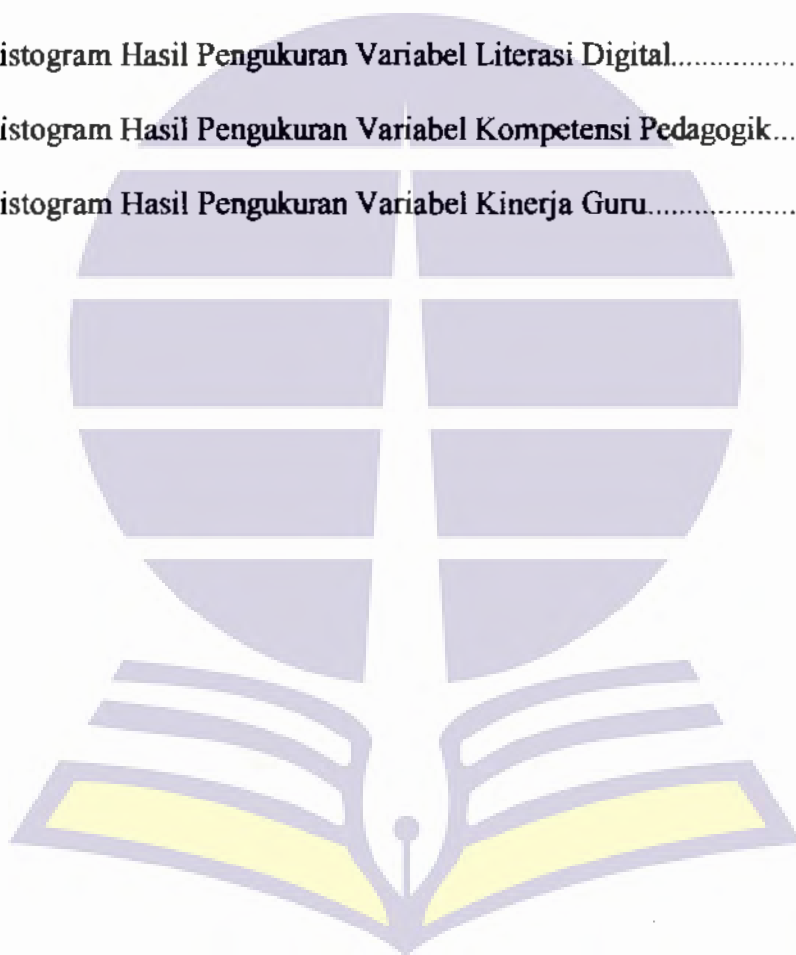 istogram Hasil Pengukuran Variabel Literasi Digital...............
istogram Hasil Pengukuran Variabel Kompetensi Pedagogik...
istogram Hasil Pengukuran Variabel Kinerja Guru...................